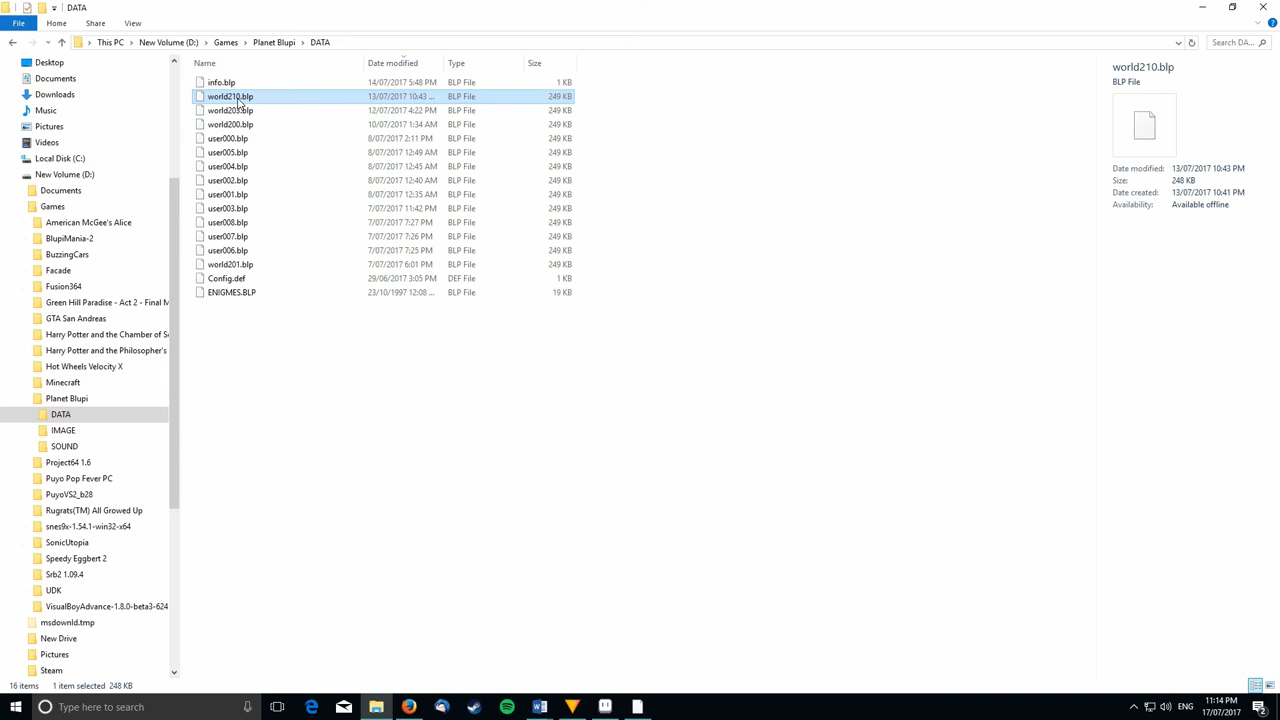 DATA
File
Home
Share
View
This PC
New Volume (D:)
Games
Planet Blupi
DATA
Search DA...
Desktop
Documents
Downloads
Music
Pictures
Videos
Local Disk (C:)
New Volume (D:)
Documents
Games
American McGee's Alice
BlupiMania-2
BuzzingCars
Facade
Fusion364
Green Hill Paradise - Act 2 - Final M
GTA San Andreas
Harry Potter and the Chamber of S
Harry Potter and the Philosopher's
Hot Wheels Velocity X
Minecraft
Planet Blupi
DATA
IMAGE
SOUND
Project64 1.6
Puyo Pop Fever PC
PuyoVS2_b28
Rugrats(TM) All Growed Up
snes9x-1.54.1-win32-x64
SonicUtopia
Speedy Eggbert 2
Srb2 1.09.4
UDK
VisualBoyAdvance-1.8.0-beta3-624
msdownld.tmp
New Drive
Pictures
Steam
Name Date modified Type Size
info.blp 14/07/2017 5:48 PM BLP File 1 KB
world210.blp 13/07/2017 10:43 ... BLP File 249 KB
world203.blp 12/07/2017 4:22 PM BLP File 249 KB
world200.blp 10/07/2017 1:34 AM BLP File 249 KB
user000.blp 8/07/2017 2:11 PM BLP File 249 KB
user005.blp 8/07/2017 12:49 AM BLP File 249 KB
user004.blp 8/07/2017 12:45 AM BLP File 249 KB
user002.blp 8/07/2017 12:40 AM BLP File 249 KB
user001.blp 8/07/2017 12:35 AM BLP File 249 KB
user003.blp 7/07/2017 11:42 PM BLP File 249 KB
user008.blp 7/07/2017 7:27 PM BLP File 249 KB
user007.blp 7/07/2017 7:26 PM BLP File 249 KB
user006.blp 7/07/2017 7:25 PM BLP File 249 KB
world201.blp 7/07/2017 6:01 PM BLP File 249 KB
Config.def 29/06/2017 3:05 PM DEF File 1 KB
ENIGMES.BLP 23/10/1997 12:08 ... BLP File 19 KB
world210.blp
BLP File
Date modified: 13/07/2017 10:43 PM
Size: 248 KB
Date created: 13/07/2017 10:41 PM
Availability: Available offline
16 items 1 item selected 248 KB
Type here to search
ENG
11:14 PM
17/07/2017
2